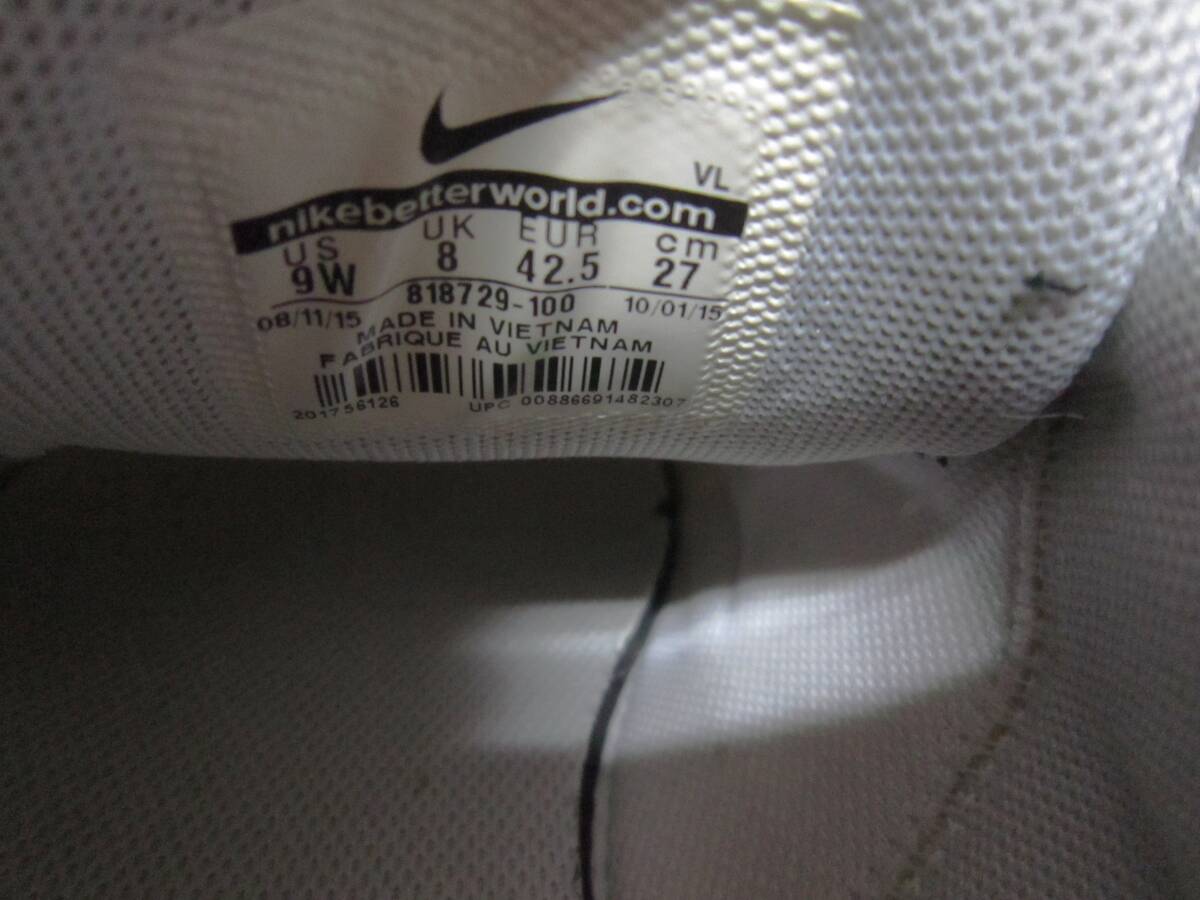 VL
nikebetterworld.com
US UK EUR cm
9W 8 42.5 27
818729-100
08/11/15 10/01/15
MADE IN VIETNAM
FABRIQUE AU VIETNAM
201756126 UPC 00886691482307